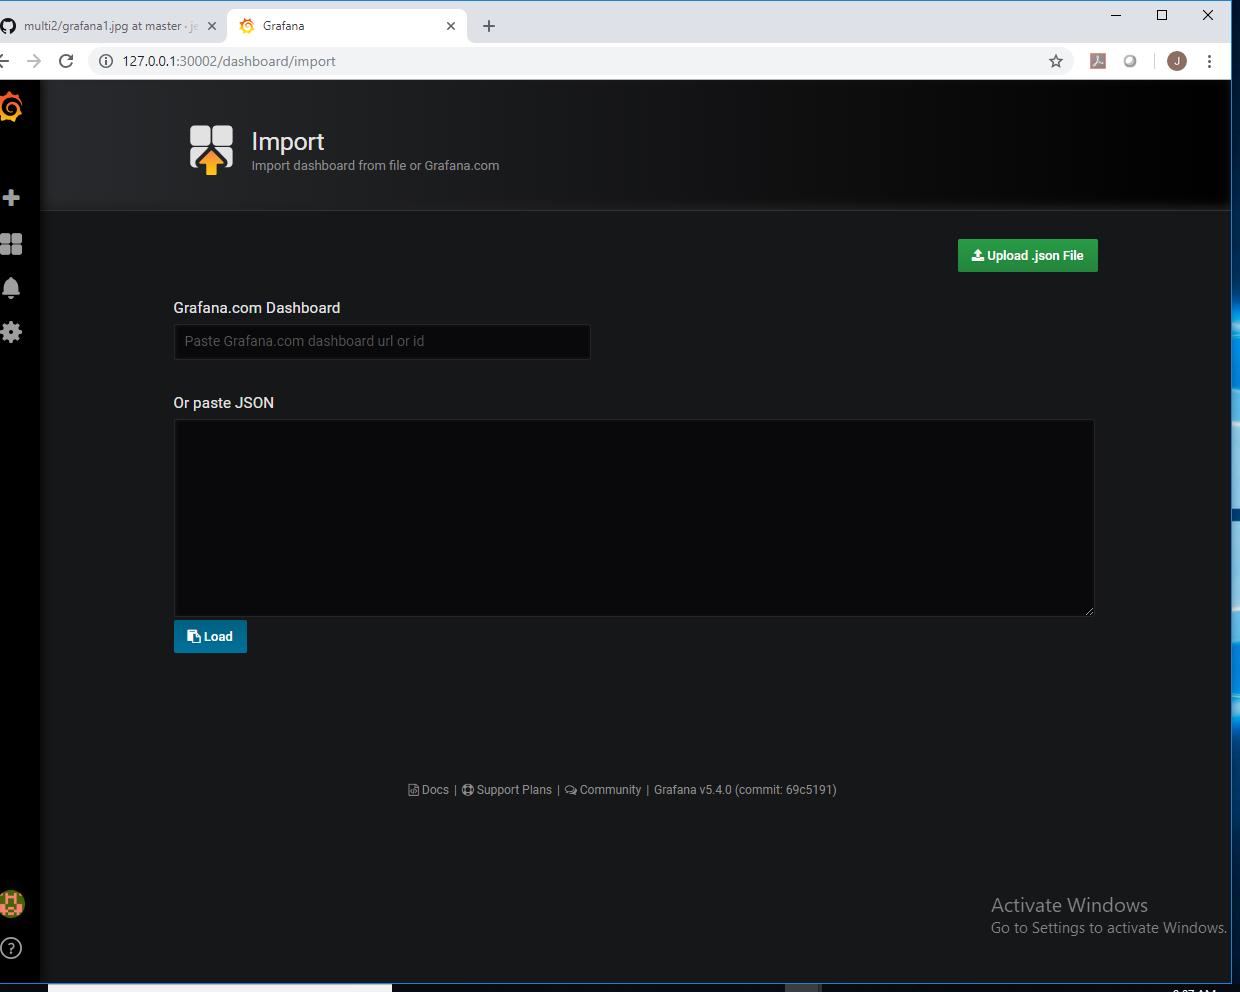 multi2/grafana1.jpg at master · je
Grafana
127.0.0.1:30002/dashboard/import
J
Import
Import dashboard from file or Grafana.com
Upload .json File
Grafana.com Dashboard
Paste Grafana.com dashboard url or id
Or paste JSON
Load
Docs | Support Plans | Community | Grafana v5.4.0 (commit: 69c5191)
Activate Windows
Go to Settings to activate Windows.
?